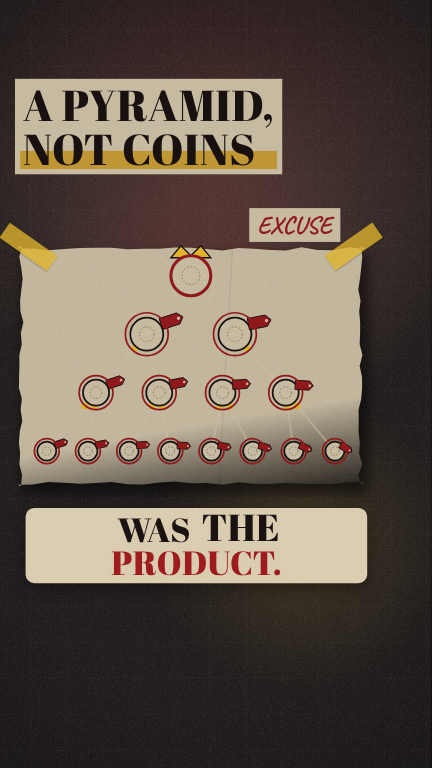 A PYRAMID,
NOT COINS
EXCUSE
WAS THE
PRODUCT.